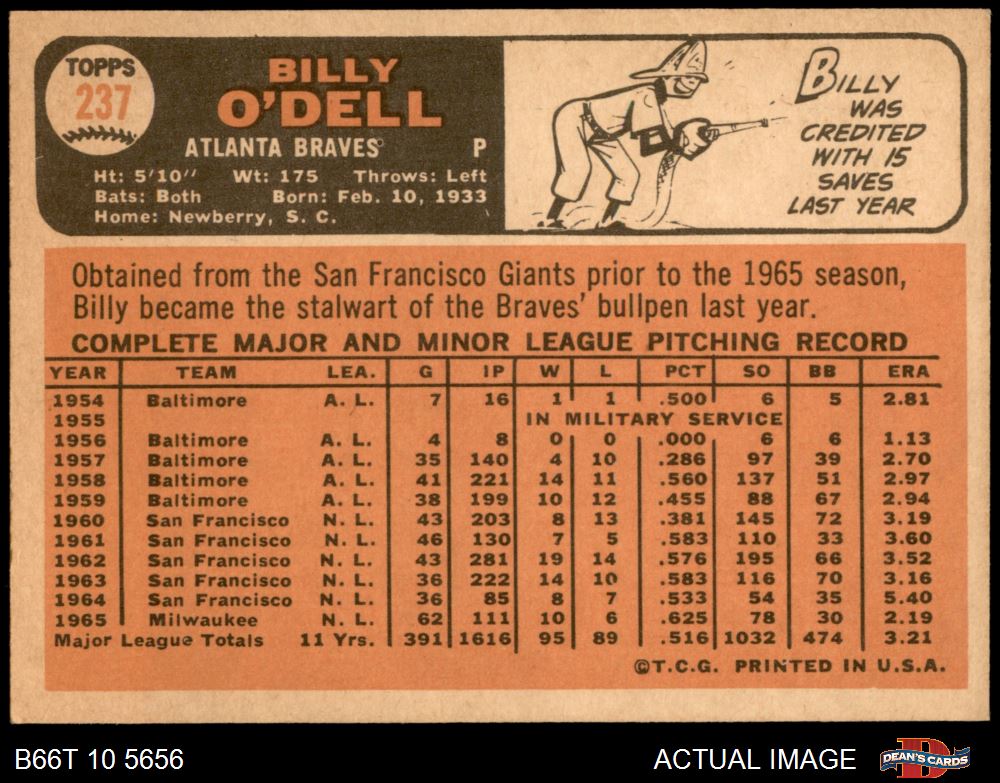 TOPPS
237
BILLY
O'DELL
ATLANTA BRAVES P
Ht: 5'10" Wt: 175 Throws: Left
Bats: Both Born: Feb. 10, 1933
Home: Newberry, S. C.
BILLY
WAS
CREDITED
WITH 15
SAVES
LAST YEAR
Obtained from the San Francisco Giants prior to the 1965 season,
Billy became the stalwart of the Braves' bullpen last year.
COMPLETE MAJOR AND MINOR LEAGUE PITCHING RECORD
YEAR TEAM LEA. G IP W L PCT SO BB ERA
1954 Baltimore A. L. 7 16 1 1 .500 6 5 2.81
1955 IN MILITARY SERVICE
1956 Baltimore A. L. 4 8 0 0 .000 6 6 1.13
1957 Baltimore A. L. 35 140 4 10 .286 97 39 2.70
1958 Baltimore A. L. 41 221 14 11 .560 137 51 2.97
1959 Baltimore A. L. 38 199 10 12 .455 88 67 2.94
1960 San Francisco N. L. 43 203 8 13 .381 145 72 3.19
1961 San Francisco N. L. 46 130 7 5 .583 110 33 3.60
1962 San Francisco N. L. 43 281 19 14 .576 195 66 3.52
1963 San Francisco N. L. 36 222 14 10 .583 116 70 3.16
1964 San Francisco N. L. 36 85 8 7 .533 54 35 5.40
1965 Milwaukee N. L. 62 111 10 6 .625 78 30 2.19
Major League Totals 11 Yrs. 391 1616 95 89 .516 1032 474 3.21
©T.C.G. PRINTED IN U.S.A.
B66T 10 5656 ACTUAL IMAGE DEAN'S CARDS